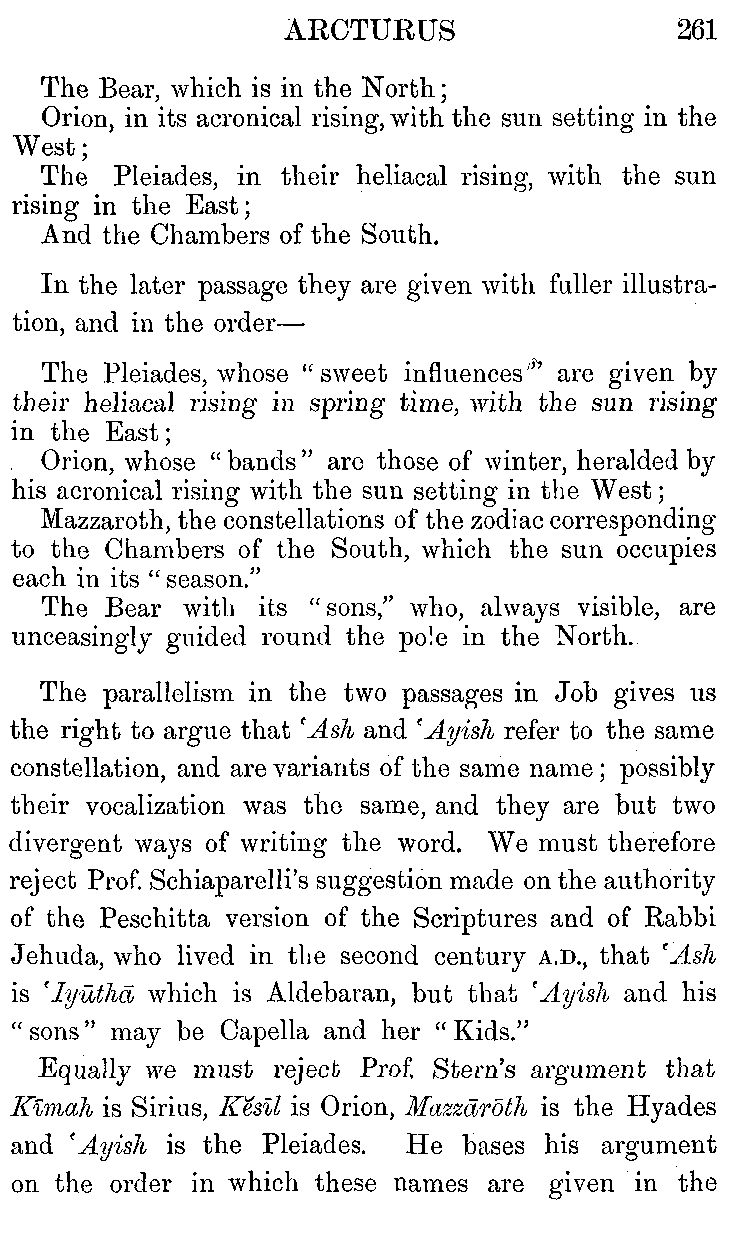 ARCTURUS 261
The Bear, which is in the North;
Orion, in its acronical rising, with the sun setting in the
West;
The Pleiades, in their heliacal rising, with the sun
rising in the East;
And the Chambers of the South.
In the later passage they are given with fuller illustra-
tion, and in the order—
The Pleiades, whose “sweet influences” are given by
their heliacal rising in spring time, with the sun rising
in the East;
Orion, whose “bands” are those of winter, heralded by
his acronical rising with the sun setting in the West;
Mazzaroth, the constellations of the zodiac corresponding
to the Chambers of the South, which the sun occupies
each in its “season.”
The Bear with its “sons,” who, always visible, are
unceasingly guided round the pole in the North.
The parallelism in the two passages in Job gives us
the right to argue that ‘Ash and ‘Ayish refer to the same
constellation, and are variants of the same name; possibly
their vocalization was the same, and they are but two
divergent ways of writing the word. We must therefore
reject Prof. Schiaparelli’s suggestion made on the authority
of the Peschitta version of the Scriptures and of Rabbi
Jehuda, who lived in the second century A.D., that ‘Ash
is ‘Iyūthā which is Aldebaran, but that ‘Ayish and his
“sons” may be Capella and her “Kids.”
Equally we must reject Prof. Stern’s argument that
Kīmah is Sirius, Kĕsīl is Orion, Mazzārōth is the Hyades
and ‘Ayish is the Pleiades. He bases his argument
on the order in which these names are given in the